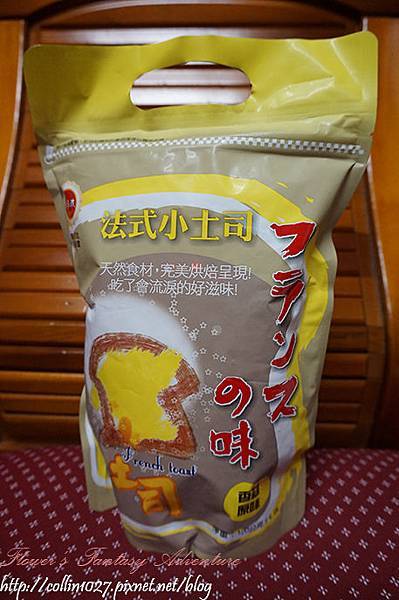 法式小士司
天然食材·完美烘焙呈現!
吃了會流淚的好滋味!
フランス
の味
French toast
士司
原味
Flower's Fantasy Adventure
http://collin1027.pixnet.net/blog